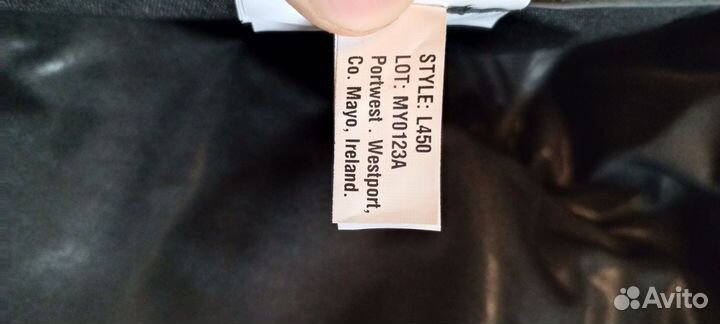 STYLE: L450
LOT: MY0123A
Portwest . Westport,
Co. Mayo, Ireland.
Avito